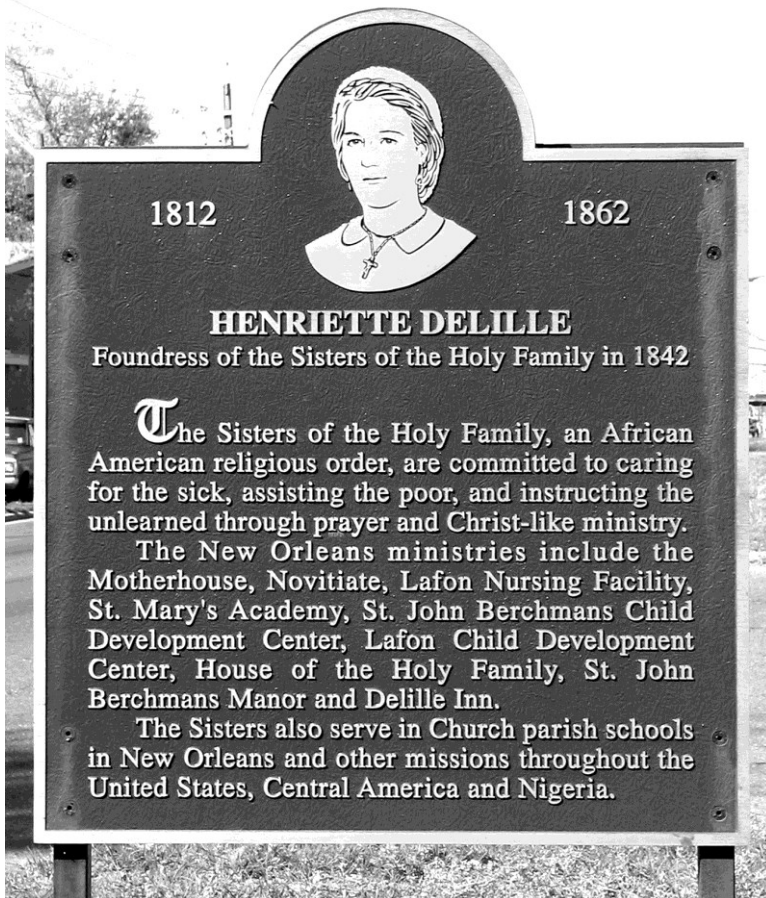 1812 1862
HENRIETTE DELILLE
Foundress of the Sisters of the Holy Family in 1842
The Sisters of the Holy Family, an African
American religious order, are committed to caring
for the sick, assisting the poor, and instructing the
unlearned through prayer and Christ-like ministry.
The New Orleans ministries include the
Motherhouse, Novitiate, Lafon Nursing Facility,
St. Mary's Academy, St. John Berchmans Child
Development Center, Lafon Child Development
Center, House of the Holy Family, St. John
Berchmans Manor and Delille Inn.
The Sisters also serve in Church parish schools
in New Orleans and other missions throughout the
United States, Central America and Nigeria.